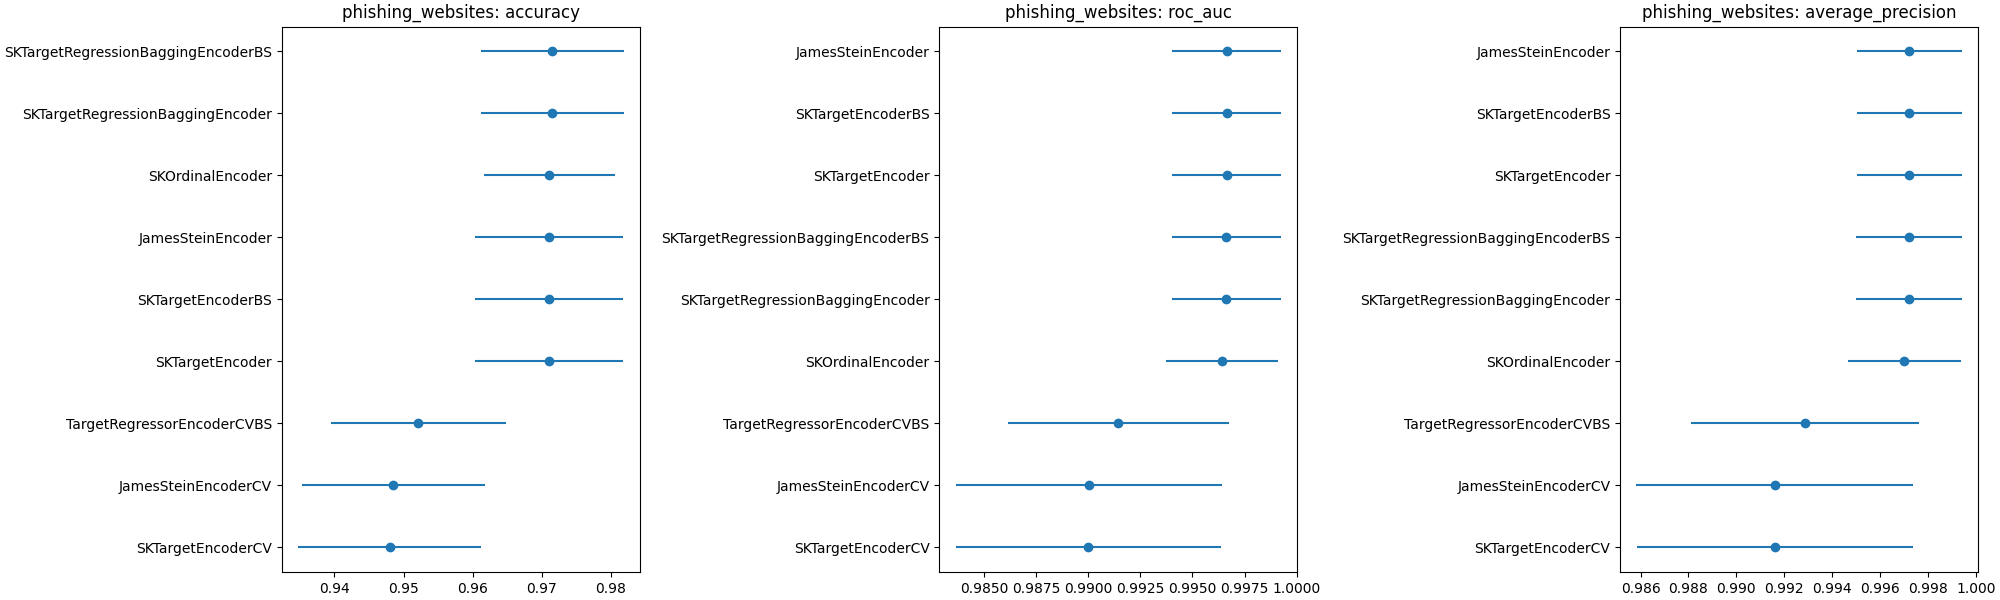 phishing_websites: accuracy
SKTargetRegressionBaggingEncoderBS
SKTargetRegressionBaggingEncoder
SKOrdinalEncoder
JamesSteinEncoder
SKTargetEncoderBS
SKTargetEncoder
TargetRegressorEncoderCVBS
JamesSteinEncoderCV
SKTargetEncoderCV
0.94 0.95 0.96 0.97 0.98
phishing_websites: roc_auc
JamesSteinEncoder
SKTargetEncoderBS
SKTargetEncoder
SKTargetRegressionBaggingEncoderBS
SKTargetRegressionBaggingEncoder
SKOrdinalEncoder
TargetRegressorEncoderCVBS
JamesSteinEncoderCV
SKTargetEncoderCV
0.9850 0.9875 0.9900 0.9925 0.9950 0.9975 1.0000
phishing_websites: average_precision
JamesSteinEncoder
SKTargetEncoderBS
SKTargetEncoder
SKTargetRegressionBaggingEncoderBS
SKTargetRegressionBaggingEncoder
SKOrdinalEncoder
TargetRegressorEncoderCVBS
JamesSteinEncoderCV
SKTargetEncoderCV
0.986 0.988 0.990 0.992 0.994 0.996 0.998 1.000